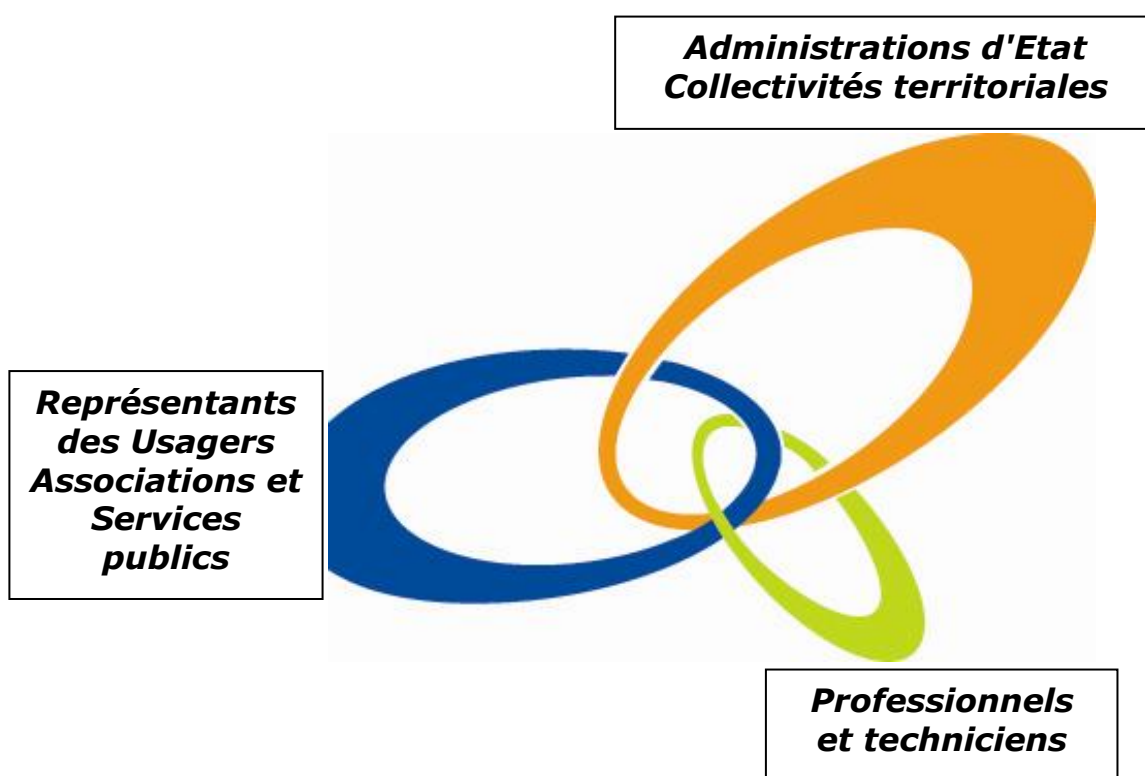 Administrations d'Etat
Collectivités territoriales
Représentants
des Usagers
Associations et
Services
publics
Professionnels
et techniciens